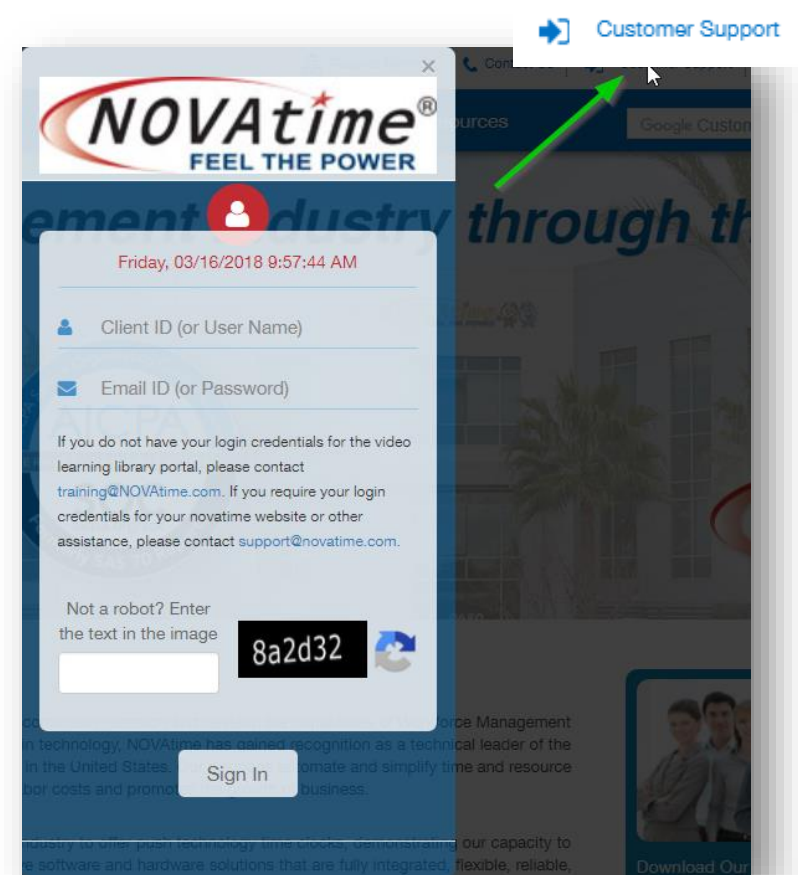 Customer Support
×
NOVAtime®
FEEL THE POWER
ources
Google Custom
through th
Friday, 03/16/2018 9:57:44 AM
Client ID (or User Name)
Email ID (or Password)
AICPA
If you do not have your login credentials for the video
learning library portal, please contact
training@NOVAtime.com. If you require your login
credentials for your novatime website or other
assistance, please contact support@novatime.com.
Not a robot? Enter
the text in the image
8a2d32
Sign In
rce Management
in technology, NOVAtime has gained recognition as a technical leader of the
in the United States. omate and simplify time and resource
bor costs and promot business.
ndustry to offer push technology time clocks, demonstrating our capacity to
e software and hardware solutions that are fully integrated, flexible, reliable,
Download Our